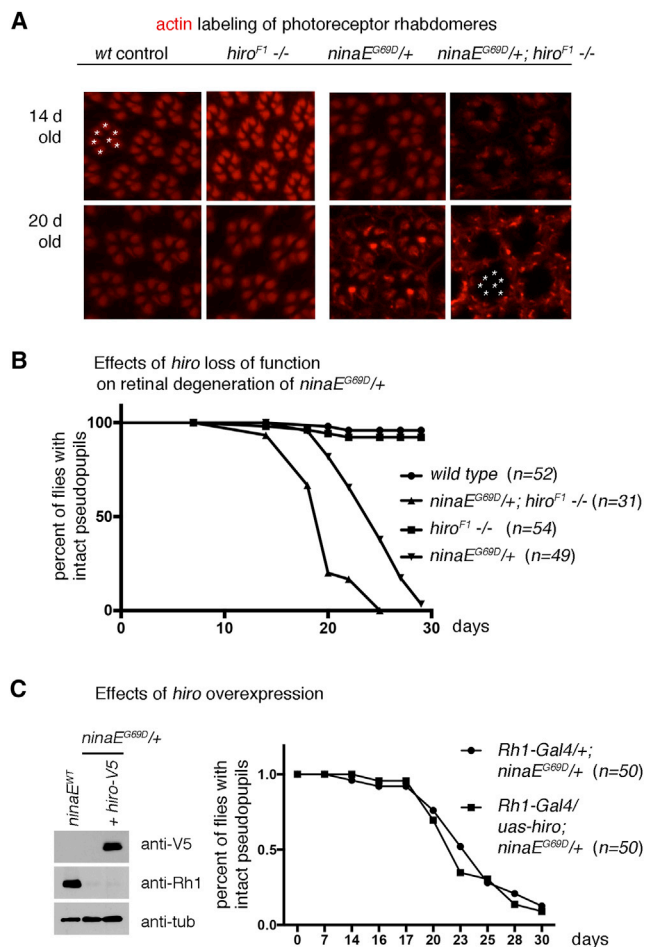 A
actin labeling of photoreceptor rhabdomeres
wt control hiroF1 -/- ninaEG69D/+ ninaEG69D/+; hiroF1 -/-
14 d
old
20 d
old
B
Effects of hiro loss of function
on retinal degeneration of ninaEG69D/+
percent of flies with
intact pseudopupils
100
50
0
0 10 20 30 days
wild type (n=52)
ninaEG69D/+; hiroF1 -/- (n=31)
hiroF1 -/- (n=54)
ninaEG69D/+ (n=49)
C
Effects of hiro overexpression
ninaEG69D/+
ninaEWT
+ hiro-V5
anti-V5
anti-Rh1
anti-tub
percent of flies with
intact pseudopupils
1.0
0.5
0.0
0 7 14 16 17 20 23 25 28 30 days
Rh1-Gal4/+;
ninaEG69D/+ (n=50)
Rh1-Gal4/
uas-hiro;
ninaEG69D/+ (n=50)